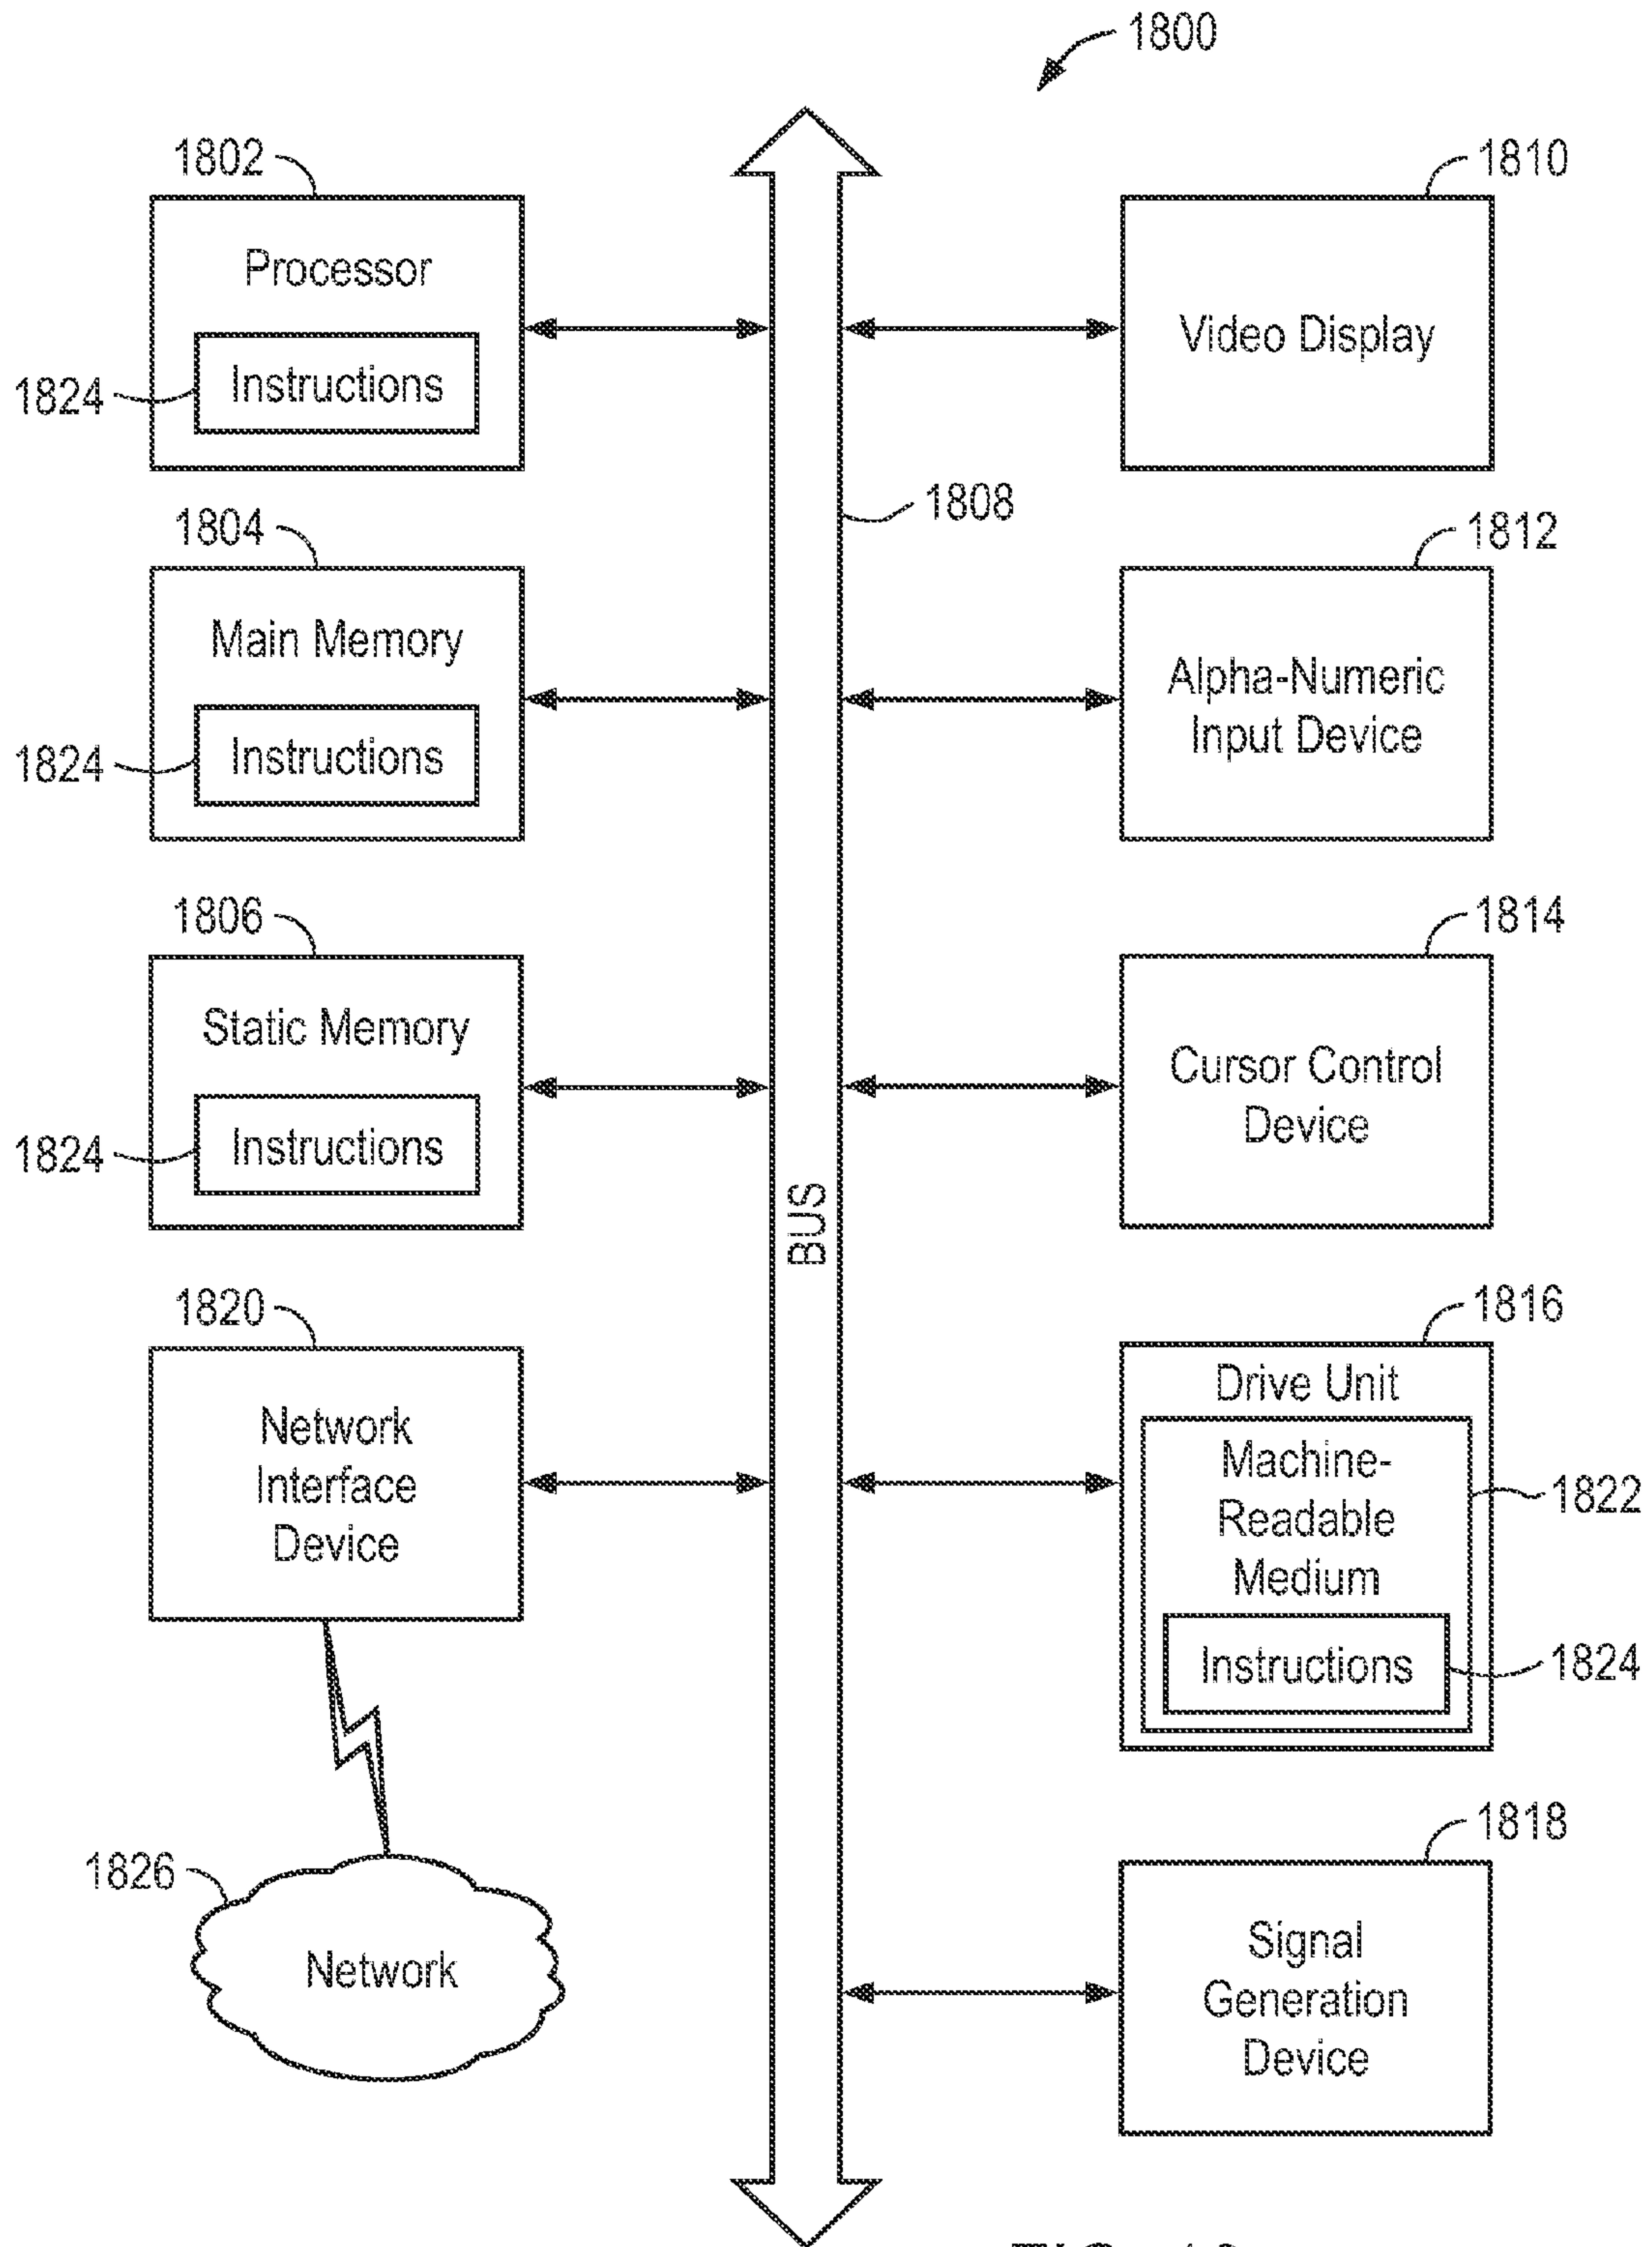 1800
1802
Processor
Instructions
1824
1810
Video Display
1808
1804
Main Memory
Instructions
1824
1812
Alpha-Numeric
Input Device
1806
Static Memory
Instructions
1824
1814
Cursor Control
Device
BUS
1820
Network
Interface
Device
1816
Drive Unit
Machine-
Readable
Medium
1822
Instructions
1824
1826
Network
1818
Signal
Generation
Device